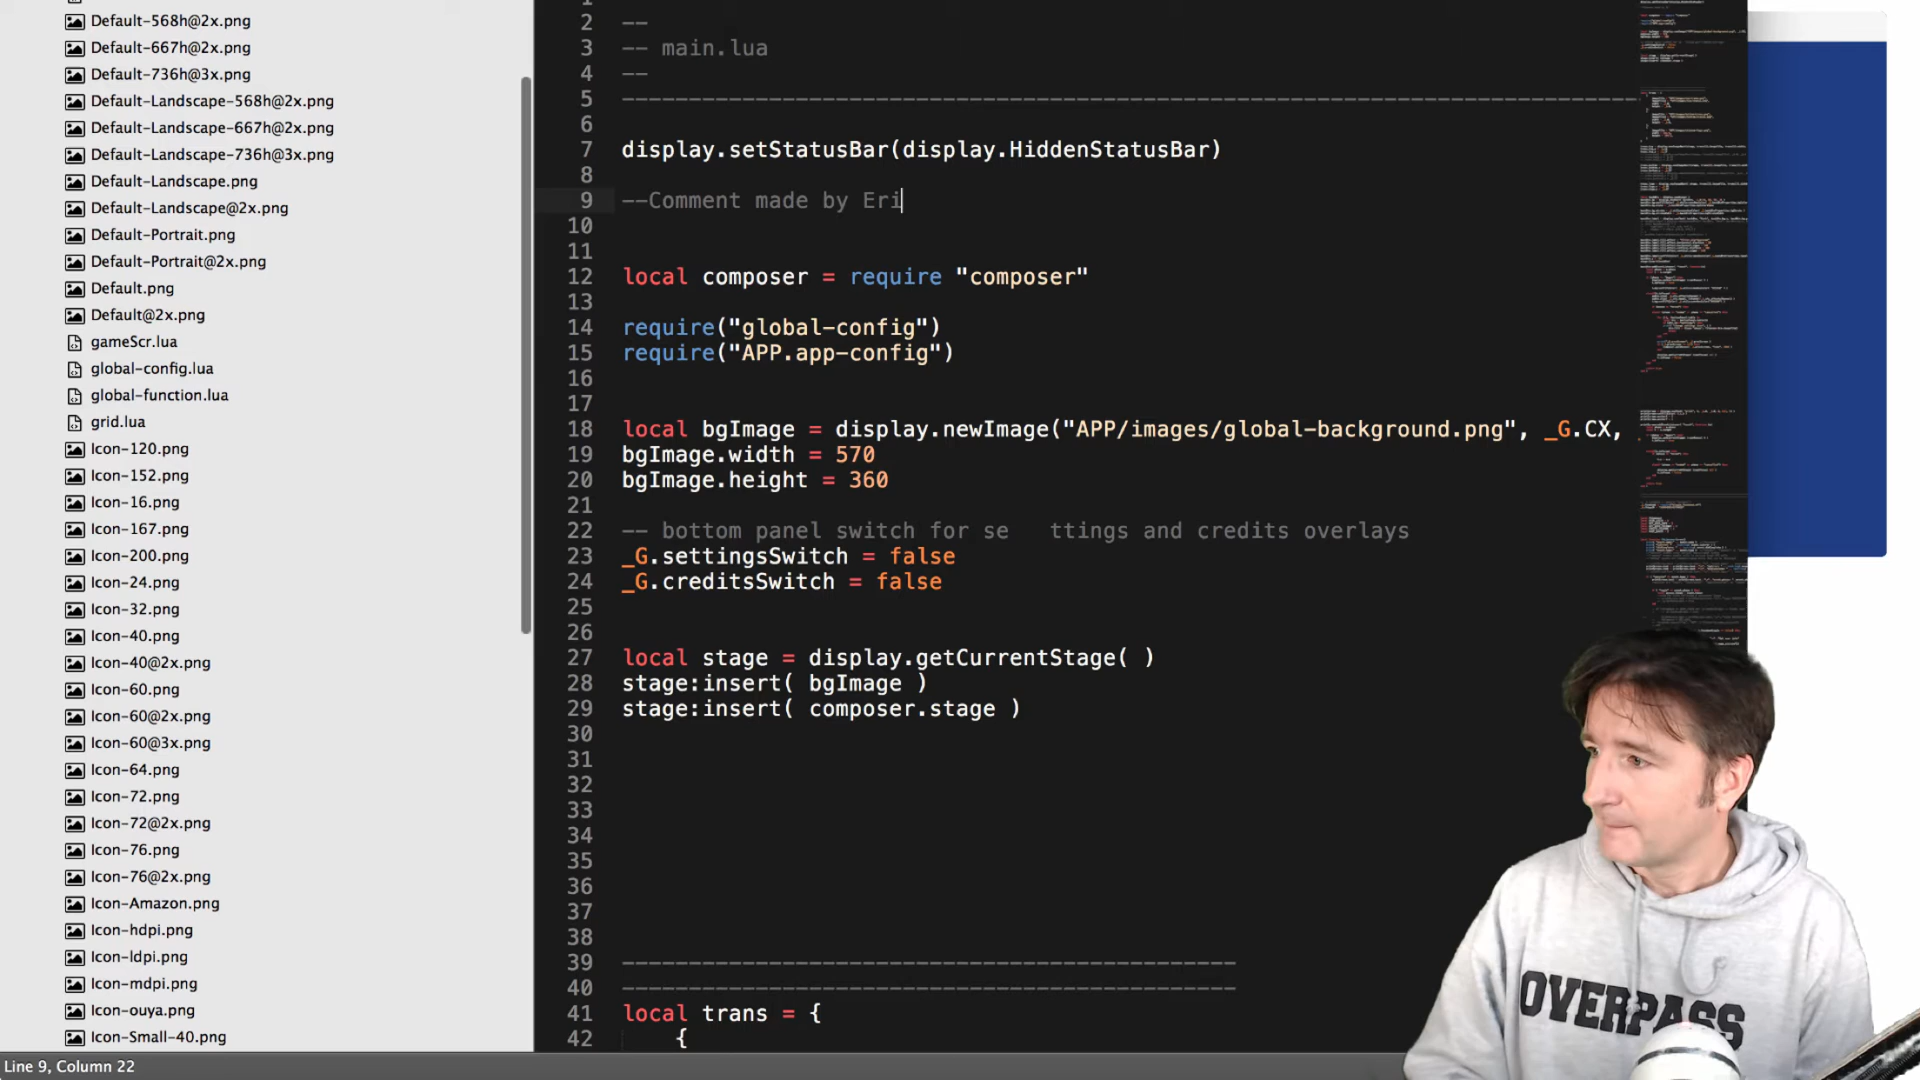 Default-568h@2x.png
Default-667h@2x.png
Default-736h@3x.png
Default-Landscape-568h@2x.png
Default-Landscape-667h@2x.png
Default-Landscape-736h@3x.png
Default-Landscape.png
Default-Landscape@2x.png
Default-Portrait.png
Default-Portrait@2x.png
Default.png
Default@2x.png
gameScr.lua
global-config.lua
global-function.lua
grid.lua
Icon-120.png
Icon-152.png
Icon-16.png
Icon-167.png
Icon-200.png
Icon-24.png
Icon-32.png
Icon-40.png
Icon-40@2x.png
Icon-60.png
Icon-60@2x.png
Icon-60@3x.png
Icon-64.png
Icon-72.png
Icon-72@2x.png
Icon-76.png
Icon-76@2x.png
Icon-Amazon.png
Icon-hdpi.png
Icon-ldpi.png
Icon-mdpi.png
Icon-ouya.png
Icon-Small-40.png
2 --
3 -- main.lua
4 --
5 ----------------------------------------------------------------------------
6
7 display.setStatusBar(display.HiddenStatusBar)
8
9 --Comment made by Eri
10
11
12 local composer = require "composer"
13
14 require("global-config")
15 require("APP.app-config")
16
17
18 local bgImage = display.newImage("APP/images/global-background.png", _G.CX,
19 bgImage.width = 570
20 bgImage.height = 360
21
22 -- bottom panel switch for se   ttings and credits overlays
23 _G.settingsSwitch = false
24 _G.creditsSwitch = false
25
26
27 local stage = display.getCurrentStage( )
28 stage:insert( bgImage )
29 stage:insert( composer.stage )
30
31
32
33
34
35
36
37
38
39 ----------------------------------------------
40 ----------------------------------------------
41 local trans = {
42     {
Line 9, Column 22
OVERPASS